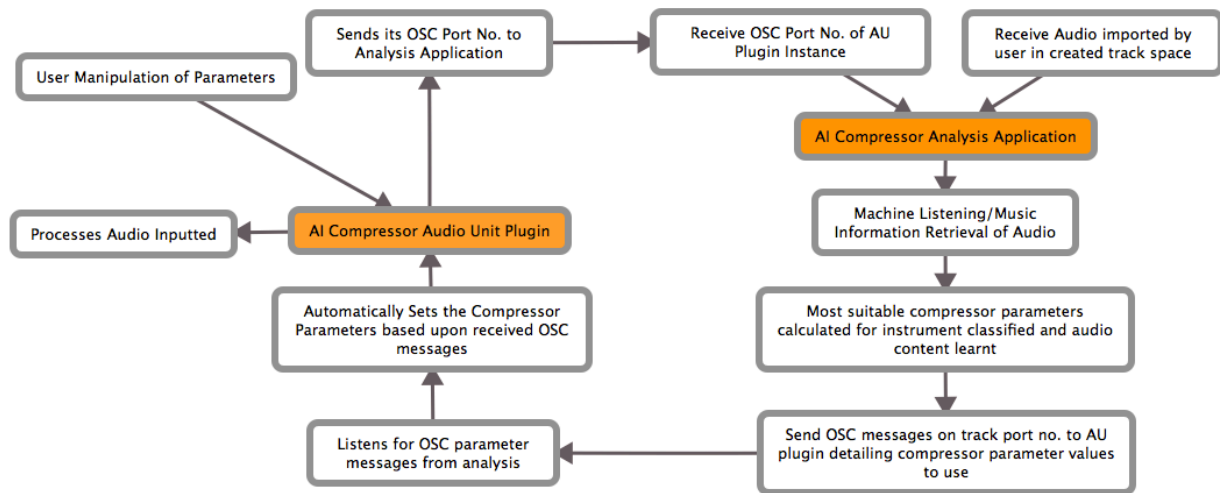 Sends its OSC Port No. to
Analysis Application
Receive OSC Port No. of AU
Plugin Instance
Receive Audio imported by
user in created track space
User Manipulation of Parameters
AI Compressor Analysis Application
Processes Audio Inputted
AI Compressor Audio Unit Plugin
Machine Listening/Music
Information Retrieval of Audio
Automatically Sets the Compressor
Parameters based upon received OSC
messages
Most suitable compressor parameters
calculated for instrument classified and audio
content learnt
Listens for OSC parameter
messages from analysis
Send OSC messages on track port no. to AU
plugin detailing compressor parameter values
to use